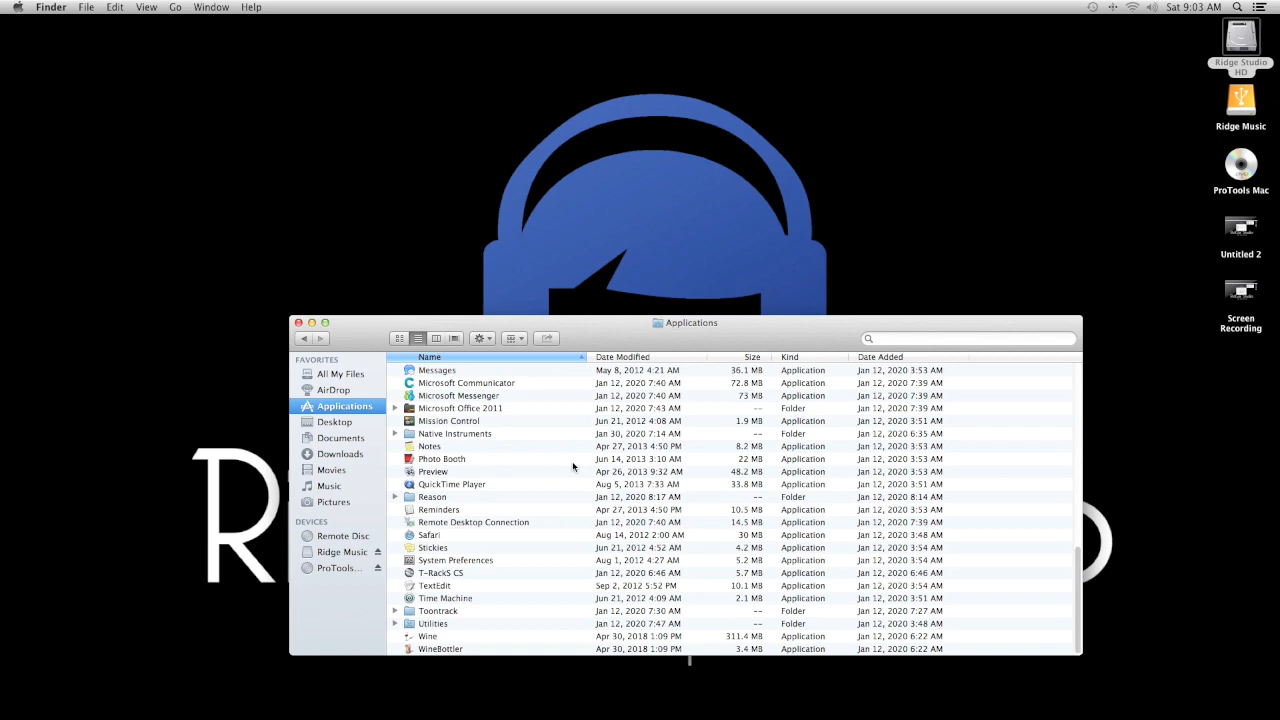 Finder File Edit View Go Window Help Sat 9:03 AM
Ridge Studio
HD
Ridge Music
ProTools Mac
Untitled 2
Screen
Recording
Applications
FAVORITES
All My Files
AirDrop
Applications
Desktop
Documents
Downloads
Movies
Music
Pictures
DEVICES
Remote Disc
Ridge Music
ProTools...
Name Date Modified Size Kind Date Added
Messages May 8, 2012 4:21 AM 36.1 MB Application Jan 12, 2020 3:53 AM
Microsoft Communicator Jan 12, 2020 7:40 AM 72.8 MB Application Jan 12, 2020 7:39 AM
Microsoft Messenger Jan 12, 2020 7:40 AM 73 MB Application Jan 12, 2020 7:39 AM
Microsoft Office 2011 Jan 12, 2020 7:43 AM -- Folder Jan 12, 2020 7:39 AM
Mission Control Jun 21, 2012 4:08 AM 1.9 MB Application Jan 12, 2020 3:53 AM
Native Instruments Jan 30, 2020 7:14 AM -- Folder Jan 12, 2020 6:35 AM
Notes Apr 27, 2013 4:50 PM 8.2 MB Application Jan 12, 2020 3:53 AM
Photo Booth Jun 14, 2013 3:10 AM 22 MB Application Jan 12, 2020 3:53 AM
Preview Apr 26, 2013 9:32 AM 48.2 MB Application Jan 12, 2020 3:53 AM
QuickTime Player Aug 5, 2013 7:33 AM 33.8 MB Application Jan 12, 2020 3:51 AM
Reason Jan 12, 2020 8:17 AM -- Folder Jan 12, 2020 8:14 AM
Reminders Apr 27, 2013 4:50 PM 10.5 MB Application Jan 12, 2020 3:53 AM
Remote Desktop Connection Jan 12, 2020 7:40 AM 14.5 MB Application Jan 12, 2020 7:39 AM
Safari Aug 14, 2012 2:00 AM 30 MB Application Jan 12, 2020 3:48 AM
Stickies Jun 21, 2012 4:52 AM 4.2 MB Application Jan 12, 2020 3:54 AM
System Preferences Aug 1, 2012 4:27 AM 5.2 MB Application Jan 12, 2020 3:54 AM
T-RackS CS Jan 12, 2020 6:46 AM 5.7 MB Application Jan 12, 2020 6:46 AM
TextEdit Sep 2, 2012 5:52 PM 10.1 MB Application Jan 12, 2020 3:54 AM
Time Machine Jun 21, 2012 4:09 AM 2.1 MB Application Jan 12, 2020 3:51 AM
Toontrack Jan 12, 2020 7:30 AM -- Folder Jan 12, 2020 7:27 AM
Utilities Jan 12, 2020 7:47 AM -- Folder Jan 12, 2020 3:48 AM
Wine Apr 30, 2018 1:09 PM 311.4 MB Application Jan 12, 2020 6:22 AM
WineBottler Apr 30, 2018 1:09 PM 3.4 MB Application Jan 12, 2020 6:22 AM